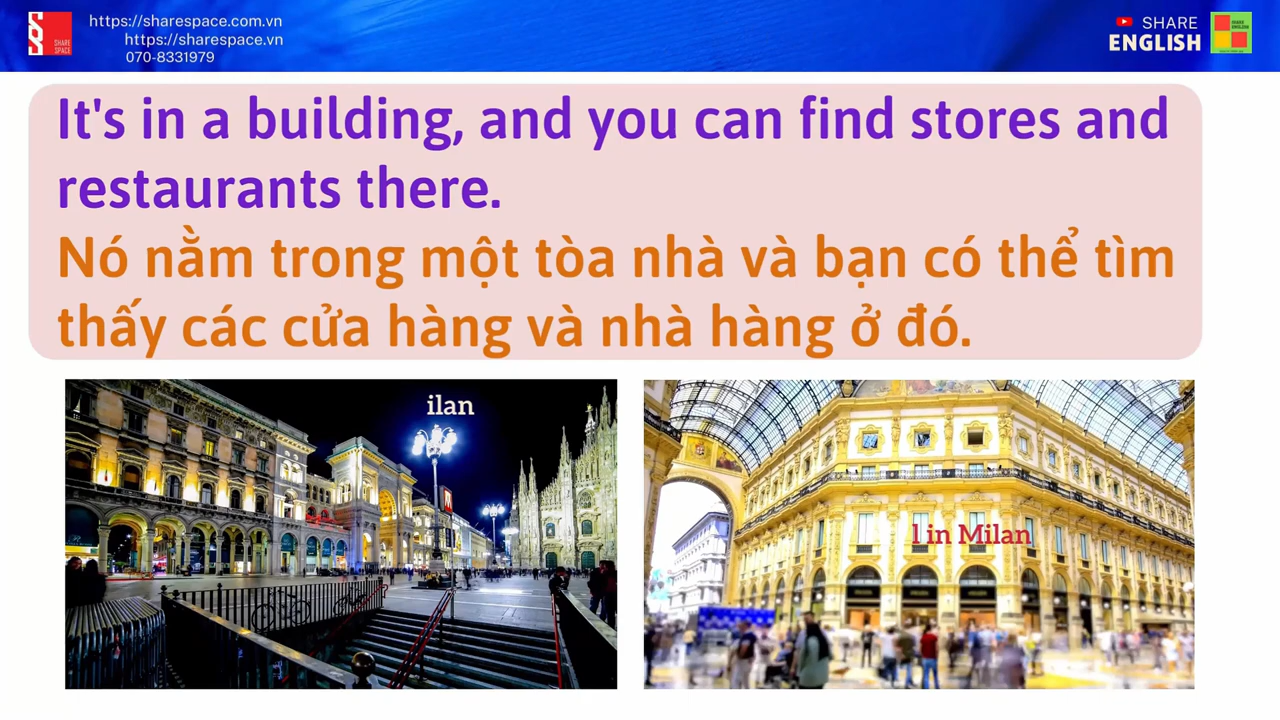 https://sharespace.com.vn
https://sharespace.vn
070-8331979
SHARE
SPACE
SHARE
ENGLISH
It's in a building, and you can find stores and
restaurants there.
Nó nằm trong một tòa nhà và bạn có thể tìm
thấy các cửa hàng và nhà hàng ở đó.
ilan
l in Milan